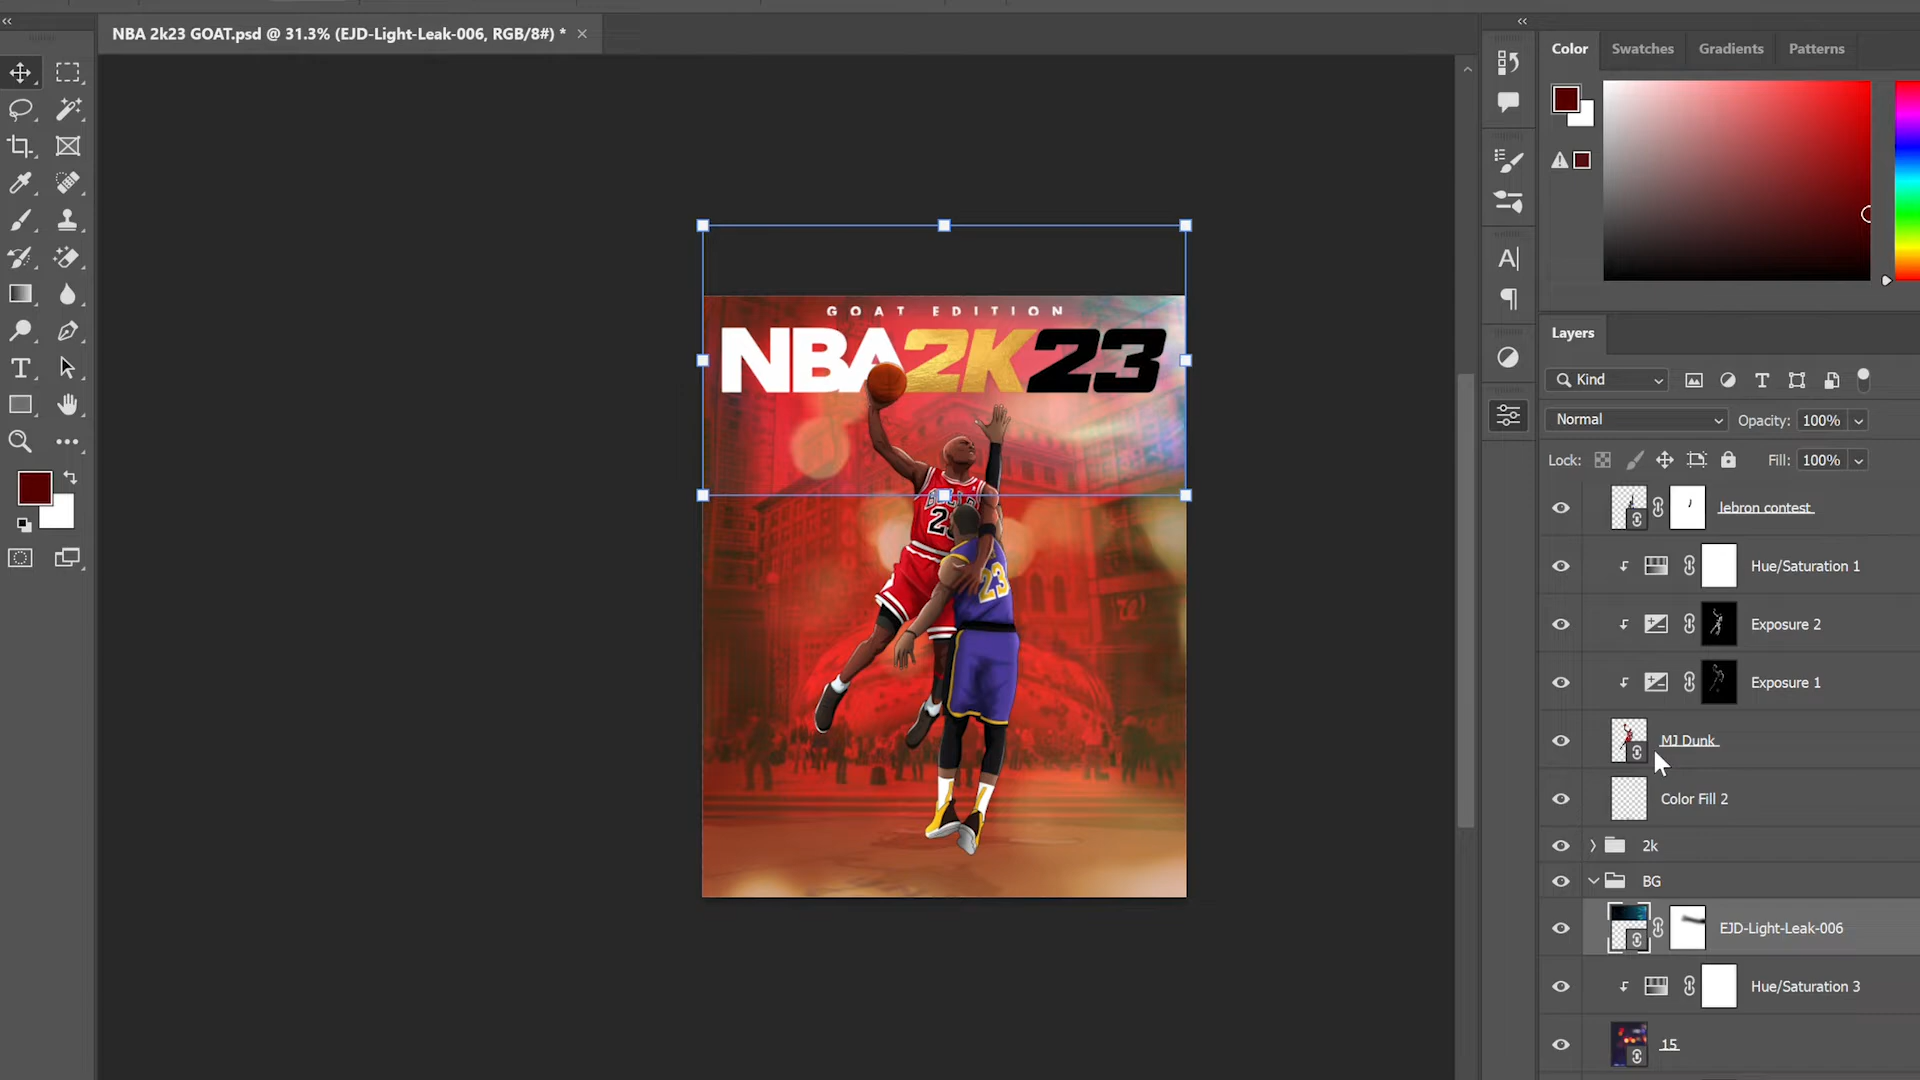 NBA 2k23 GOAT.psd @ 31.3% (EJD-Light-Leak-006, RGB/8#) *
Color
Swatches
Gradients
Patterns
GOAT EDITION
NBA2K23
23
23
Layers
Kind
Normal
Opacity: 100%
Lock:
Fill: 100%
lebron contest
Hue/Saturation 1
Exposure 2
Exposure 1
MJ Dunk
Color Fill 2
2k
BG
EJD-Light-Leak-006
Hue/Saturation 3
15